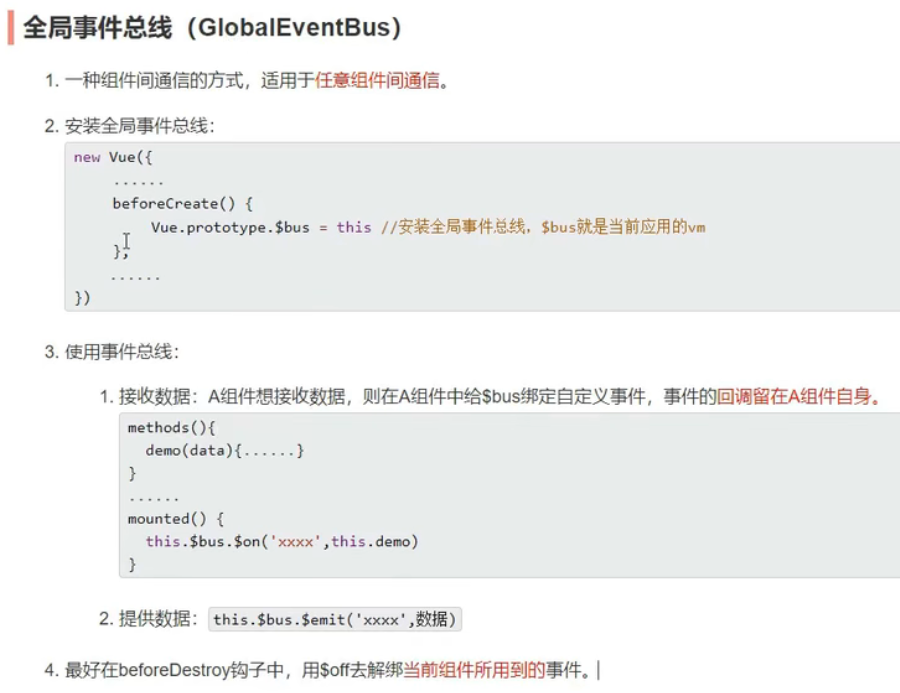 全局事件总线（GlobalEventBus）
1. 一种组件间通信的方式，适用于任意组件间通信。
2. 安装全局事件总线：
new Vue({
......
beforeCreate() {
Vue.prototype.$bus = this //安装全局事件总线，$bus就是当前应用的vm
},
......
})
3. 使用事件总线：
1. 接收数据：A组件想接收数据，则在A组件中给$bus绑定自定义事件，事件的回调留在A组件自身。
methods(){
demo(data){......}
}
......
mounted() {
this.$bus.$on('xxxx',this.demo)
}
2. 提供数据：this.$bus.$emit('xxxx',数据)
4. 最好在beforeDestroy钩子中，用$off去解绑当前组件所用到的事件。